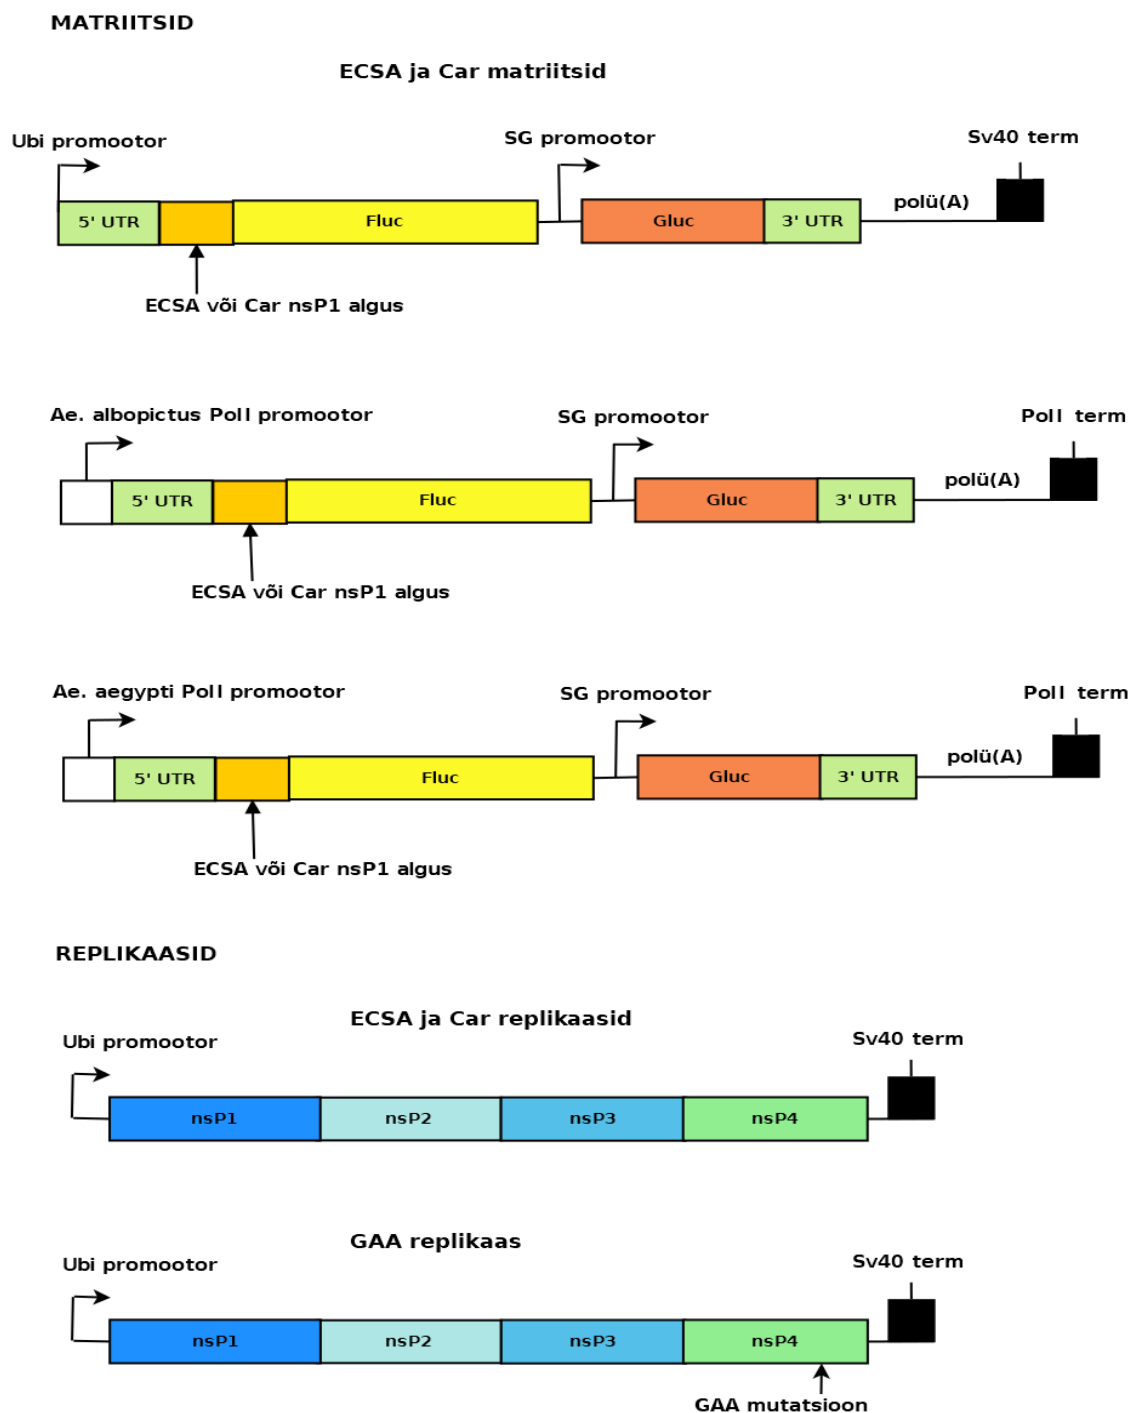 MATRIITSID
ECSA ja Car matriitsid
Ubi promootor
SG promootor
Sv40 term
5' UTR
Fluc
Gluc
3' UTR
polü(A)
ECSA või Car nsP1 algus
Ae. albopictus PolI promootor
SG promootor
PolI term
5' UTR
Fluc
Gluc
3' UTR
polü(A)
ECSA või Car nsP1 algus
Ae. aegypti PolI promootor
SG promootor
PolI term
5' UTR
Fluc
Gluc
3' UTR
polü(A)
ECSA või Car nsP1 algus
REPLIKAASID
ECSA ja Car replikaasid
Ubi promootor
Sv40 term
nsP1
nsP2
nsP3
nsP4
GAA replikaas
Ubi promootor
Sv40 term
nsP1
nsP2
nsP3
nsP4
GAA mutatsioon